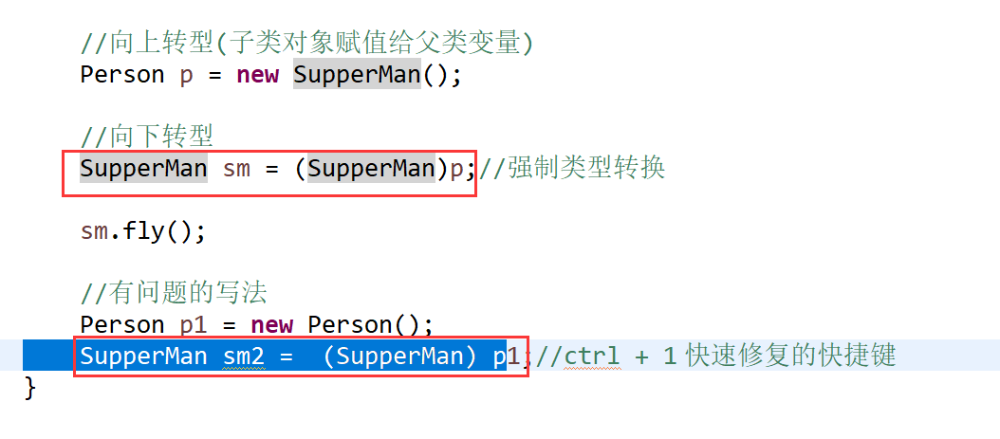 //向上转型(子类对象赋值给父类变量)
Person p = new SupperMan();
//向下转型
SupperMan sm = (SupperMan)p;//强制类型转换
sm.fly();
//有问题的写法
Person p1 = new Person();
SupperMan sm2 =  (SupperMan) p1;//ctrl + 1 快速修复的快捷键
}